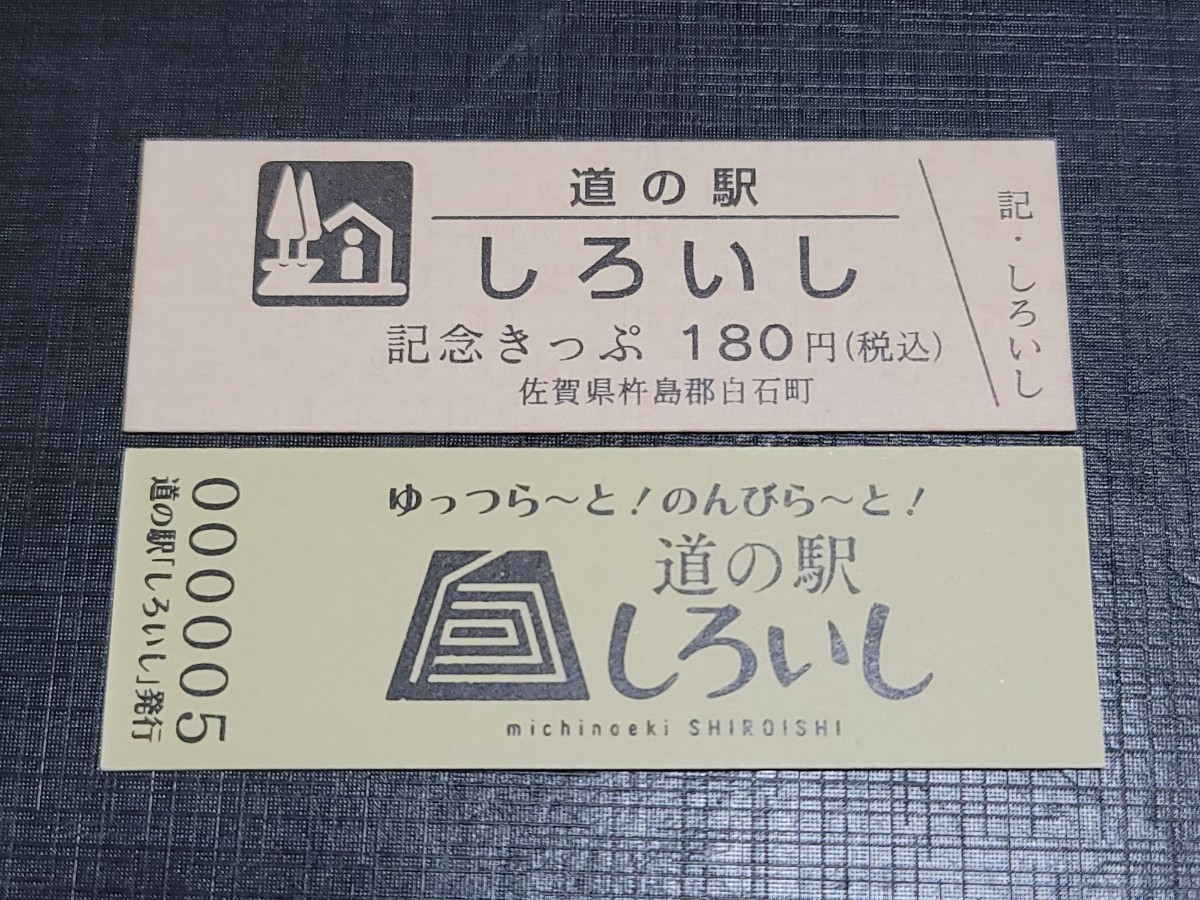 道の駅
しろいし
記念きっぷ 180円(税込)
佐賀県杵島郡白石町
記・しろいし
ゆっつら～と!のんびら～と!
道の駅
しろいし
michinoeki SHIROISHI
000005
道の駅「しろいし」発行